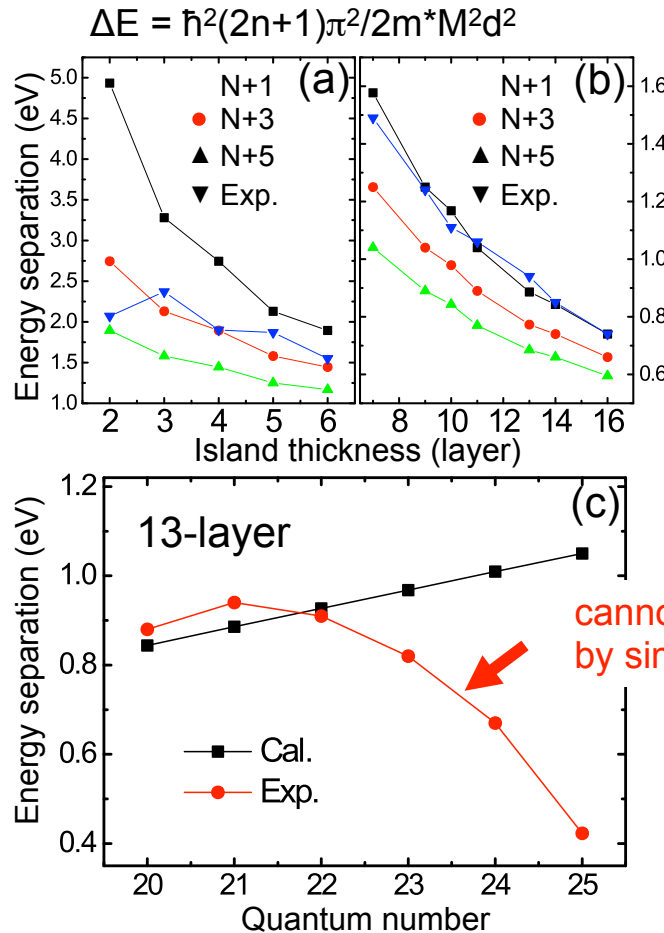 ΔE = ℏ²(2n+1)π²/2m*M²d²
(a)
(b)
N+1
N+3
N+5
Exp.
N+1
N+3
N+5
Exp.
Energy separation (eV)
5.0
4.5
4.0
3.5
3.0
2.5
2.0
1.5
1.0
1.6
1.4
1.2
1.0
0.8
0.6
2 3 4 5 6
8 10 12 14 16
Island thickness (layer)
(c)
13-layer
Energy separation (eV)
1.2
1.0
0.8
0.6
0.4
by
Cal.
Exp.
20 21 22 23 24 25
Quantum number